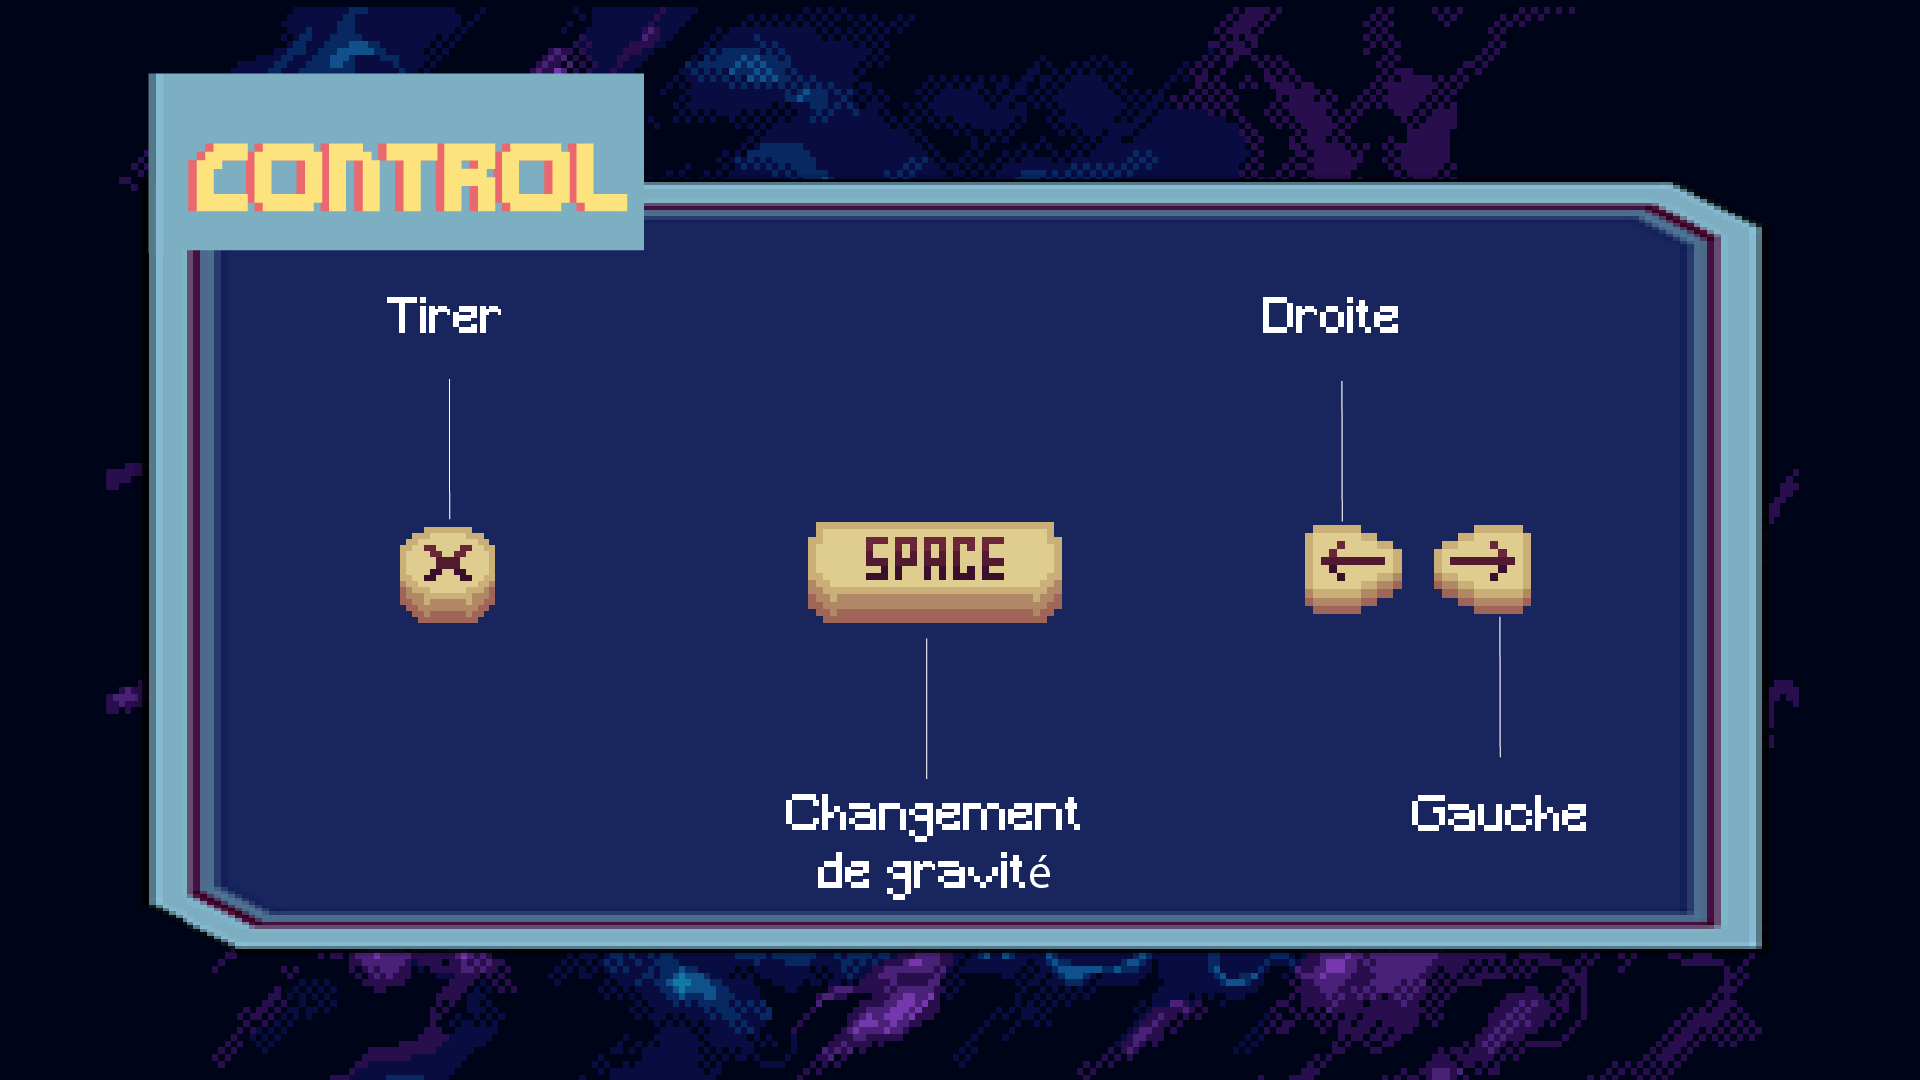 CONTROL
Tirer
Droite
X
SPACE
← →
Changement
de gravité
Gauche